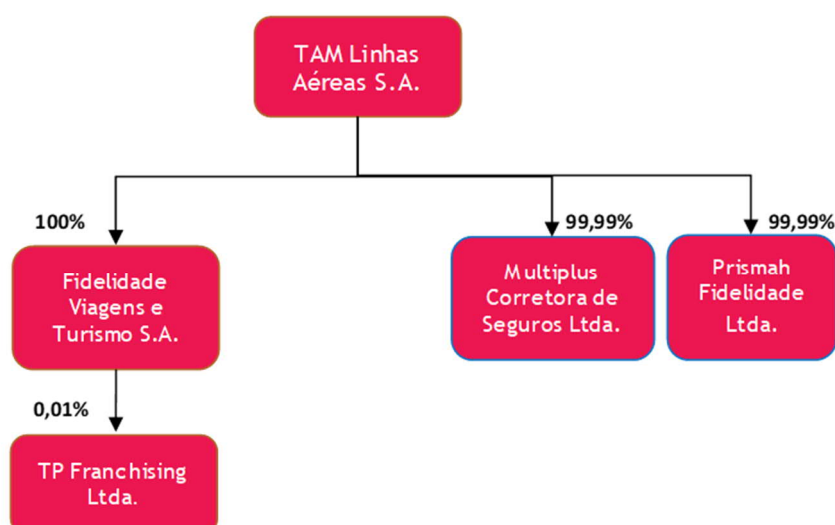 TAM Linhas
Aéreas S.A.
100%
99,99%
99,99%
Fidelidade
Viagens e
Turismo S.A.
Multiplus
Corretora de
Seguros Ltda.
Prismah
Fidelidade
Ltda.
0,01%
TP Franchising
Ltda.